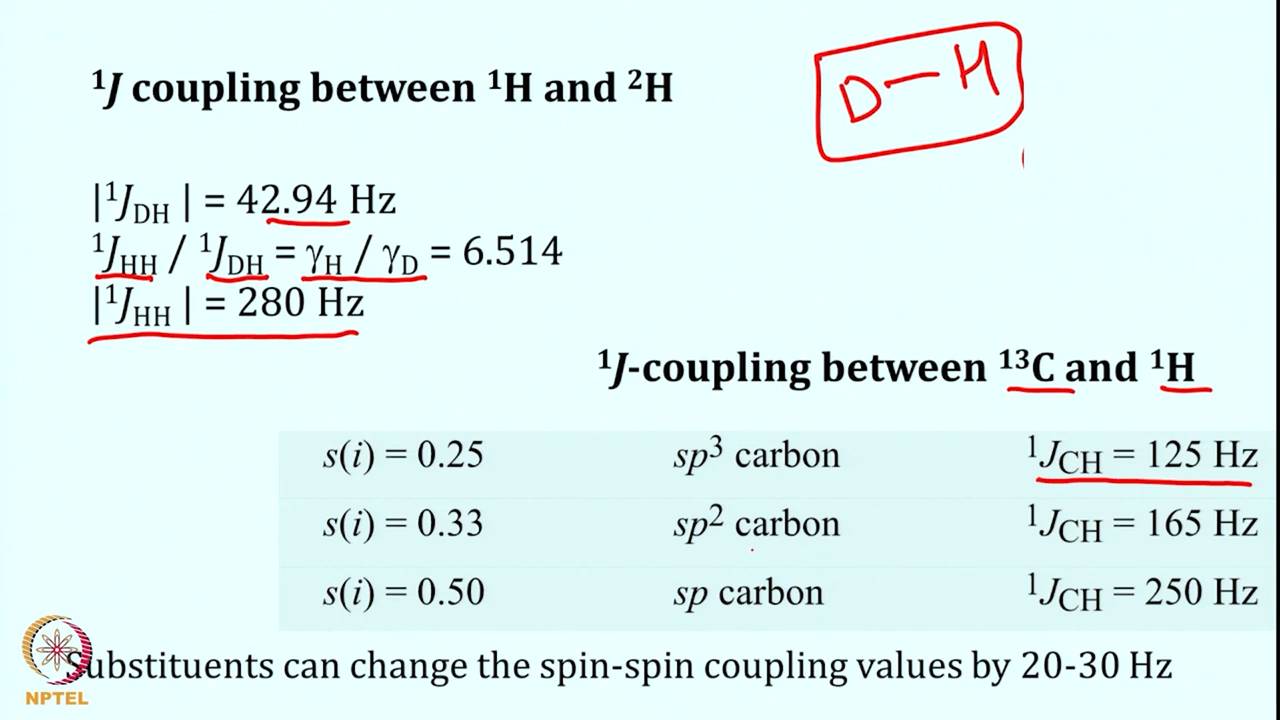 ¹J coupling between ¹H and ²H
D — H
|¹J_DH| = 42.94 Hz
¹J_HH / ¹J_DH = γ_H / γ_D = 6.514
|¹J_HH| = 280 Hz
¹J-coupling between ¹³C and ¹H
s(i) = 0.25 sp³ carbon ¹J_CH = 125 Hz
s(i) = 0.33 sp² carbon ¹J_CH = 165 Hz
s(i) = 0.50 sp carbon ¹J_CH = 250 Hz
Substituents can change the spin-spin coupling values by 20-30 Hz
NPTEL